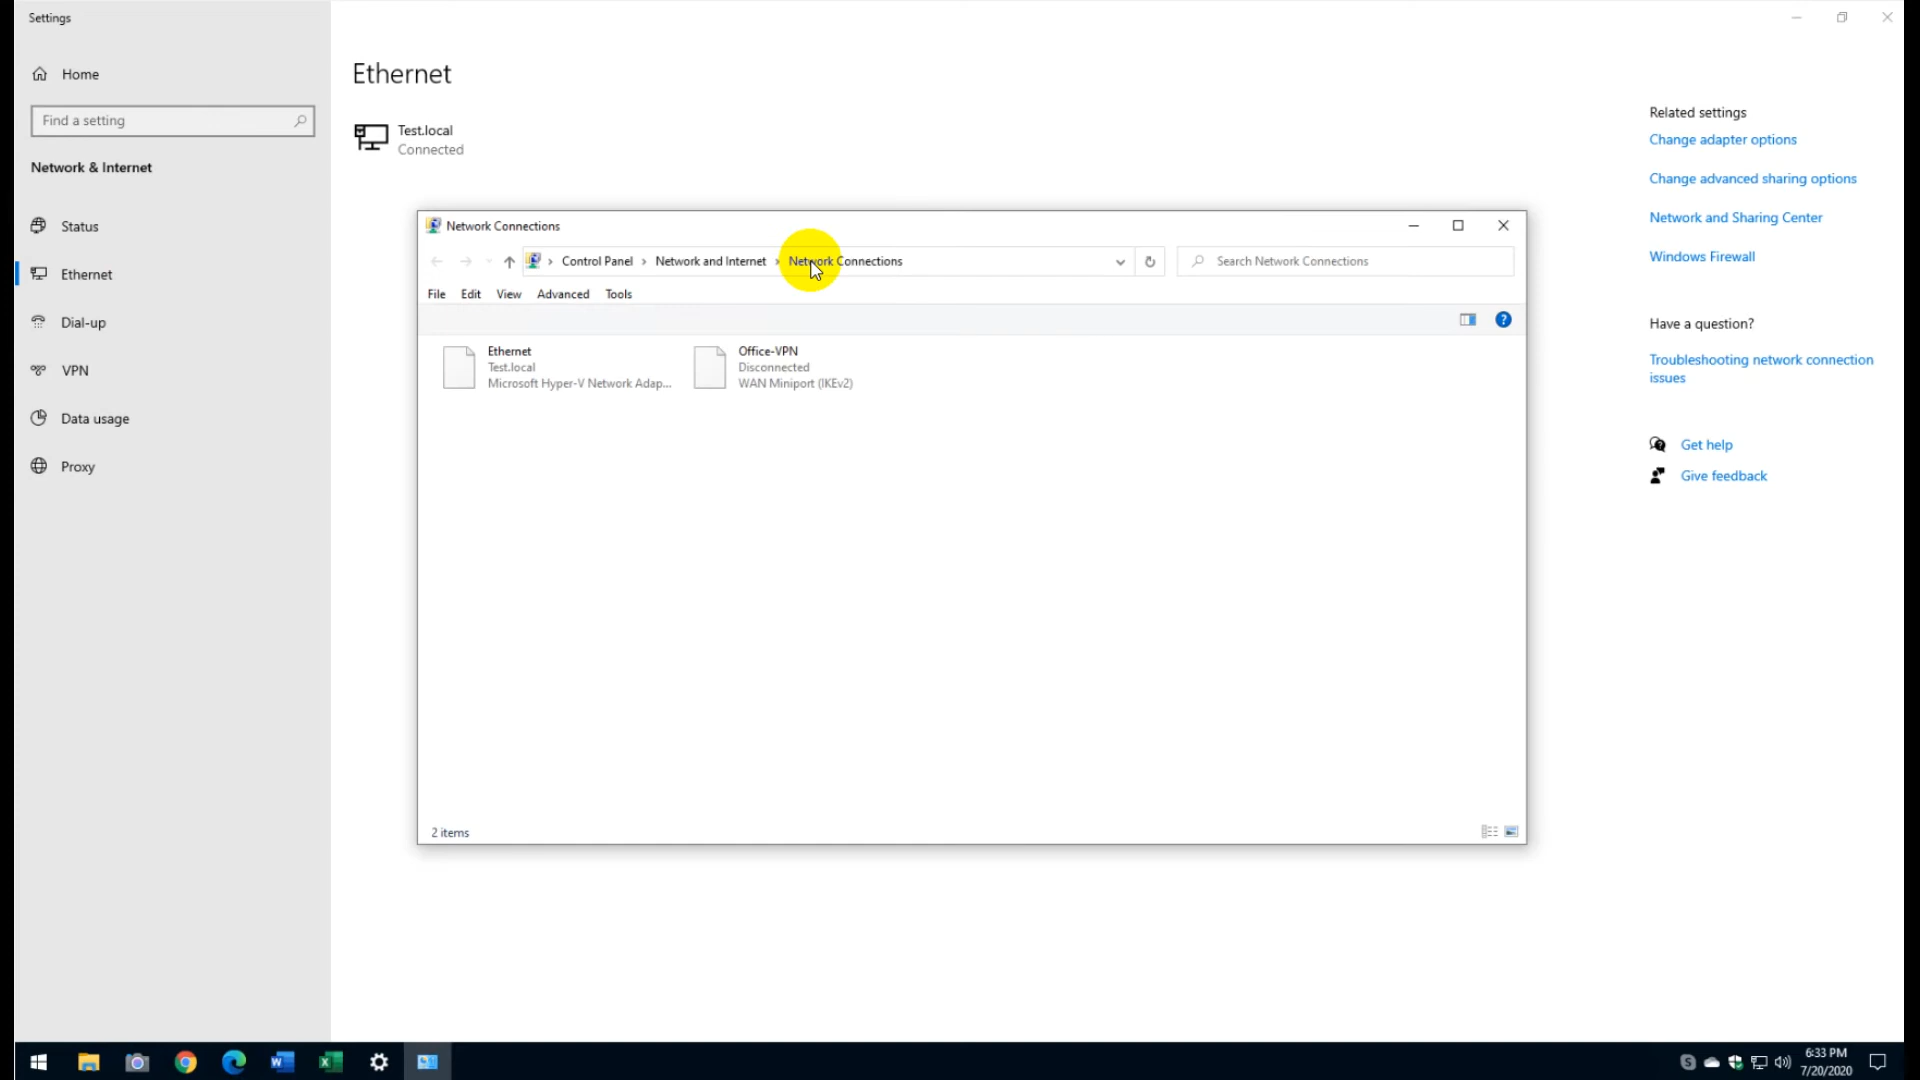 Settings
Home
Find a setting
Network & Internet
Status
Ethernet
Dial-up
VPN
Data usage
Proxy
Ethernet
Test.local
Connected
Network Connections
Control Panel
Network and Internet
Network Connections
Search Network Connections
File Edit View Advanced Tools
?
Ethernet
Test.local
Microsoft Hyper-V Network Adap...
Office-VPN
Disconnected
WAN Miniport (IKEv2)
2 items
Related settings
Change adapter options
Change advanced sharing options
Network and Sharing Center
Windows Firewall
Have a question?
Troubleshooting network connection
issues
Get help
Give feedback
6:33 PM
7/20/2020